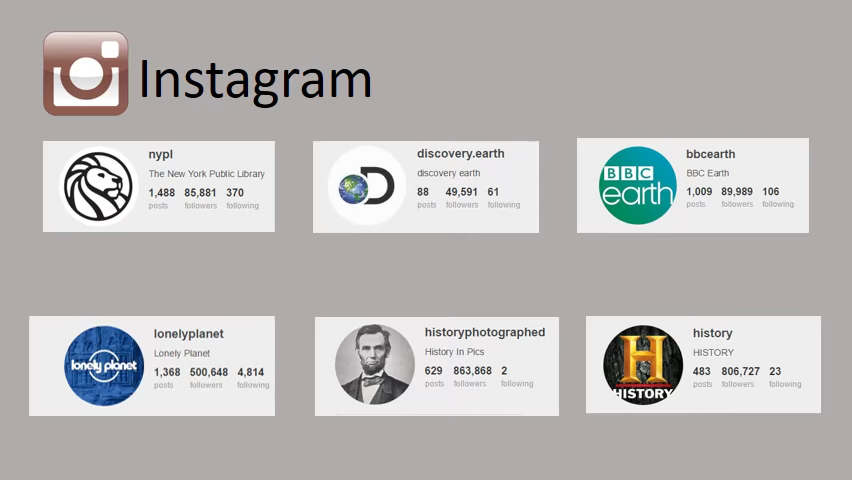 Instagram
nypl
The New York Public Library
1,488 85,881 370
posts followers following
discovery.earth
discovery earth
88 49,591 61
posts followers following
BBC
earth
bbcearth
BBC Earth
1,009 89,989 106
posts followers following
lonely planet
lonelyplanet
Lonely Planet
1,368 500,648 4,814
posts followers following
historyphotographed
History In Pics
629 863,868 2
posts followers following
H
HISTORY
history
HISTORY
483 806,727 23
posts followers following